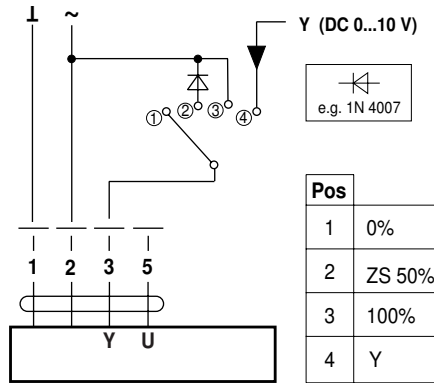 ⊥ ~
Y (DC 0...10 V)
e.g. 1N 4007
① ② ③ ④
1 2 3 5
Y U
Pos
1 0%
2 ZS 50%
3 100%
4 Y